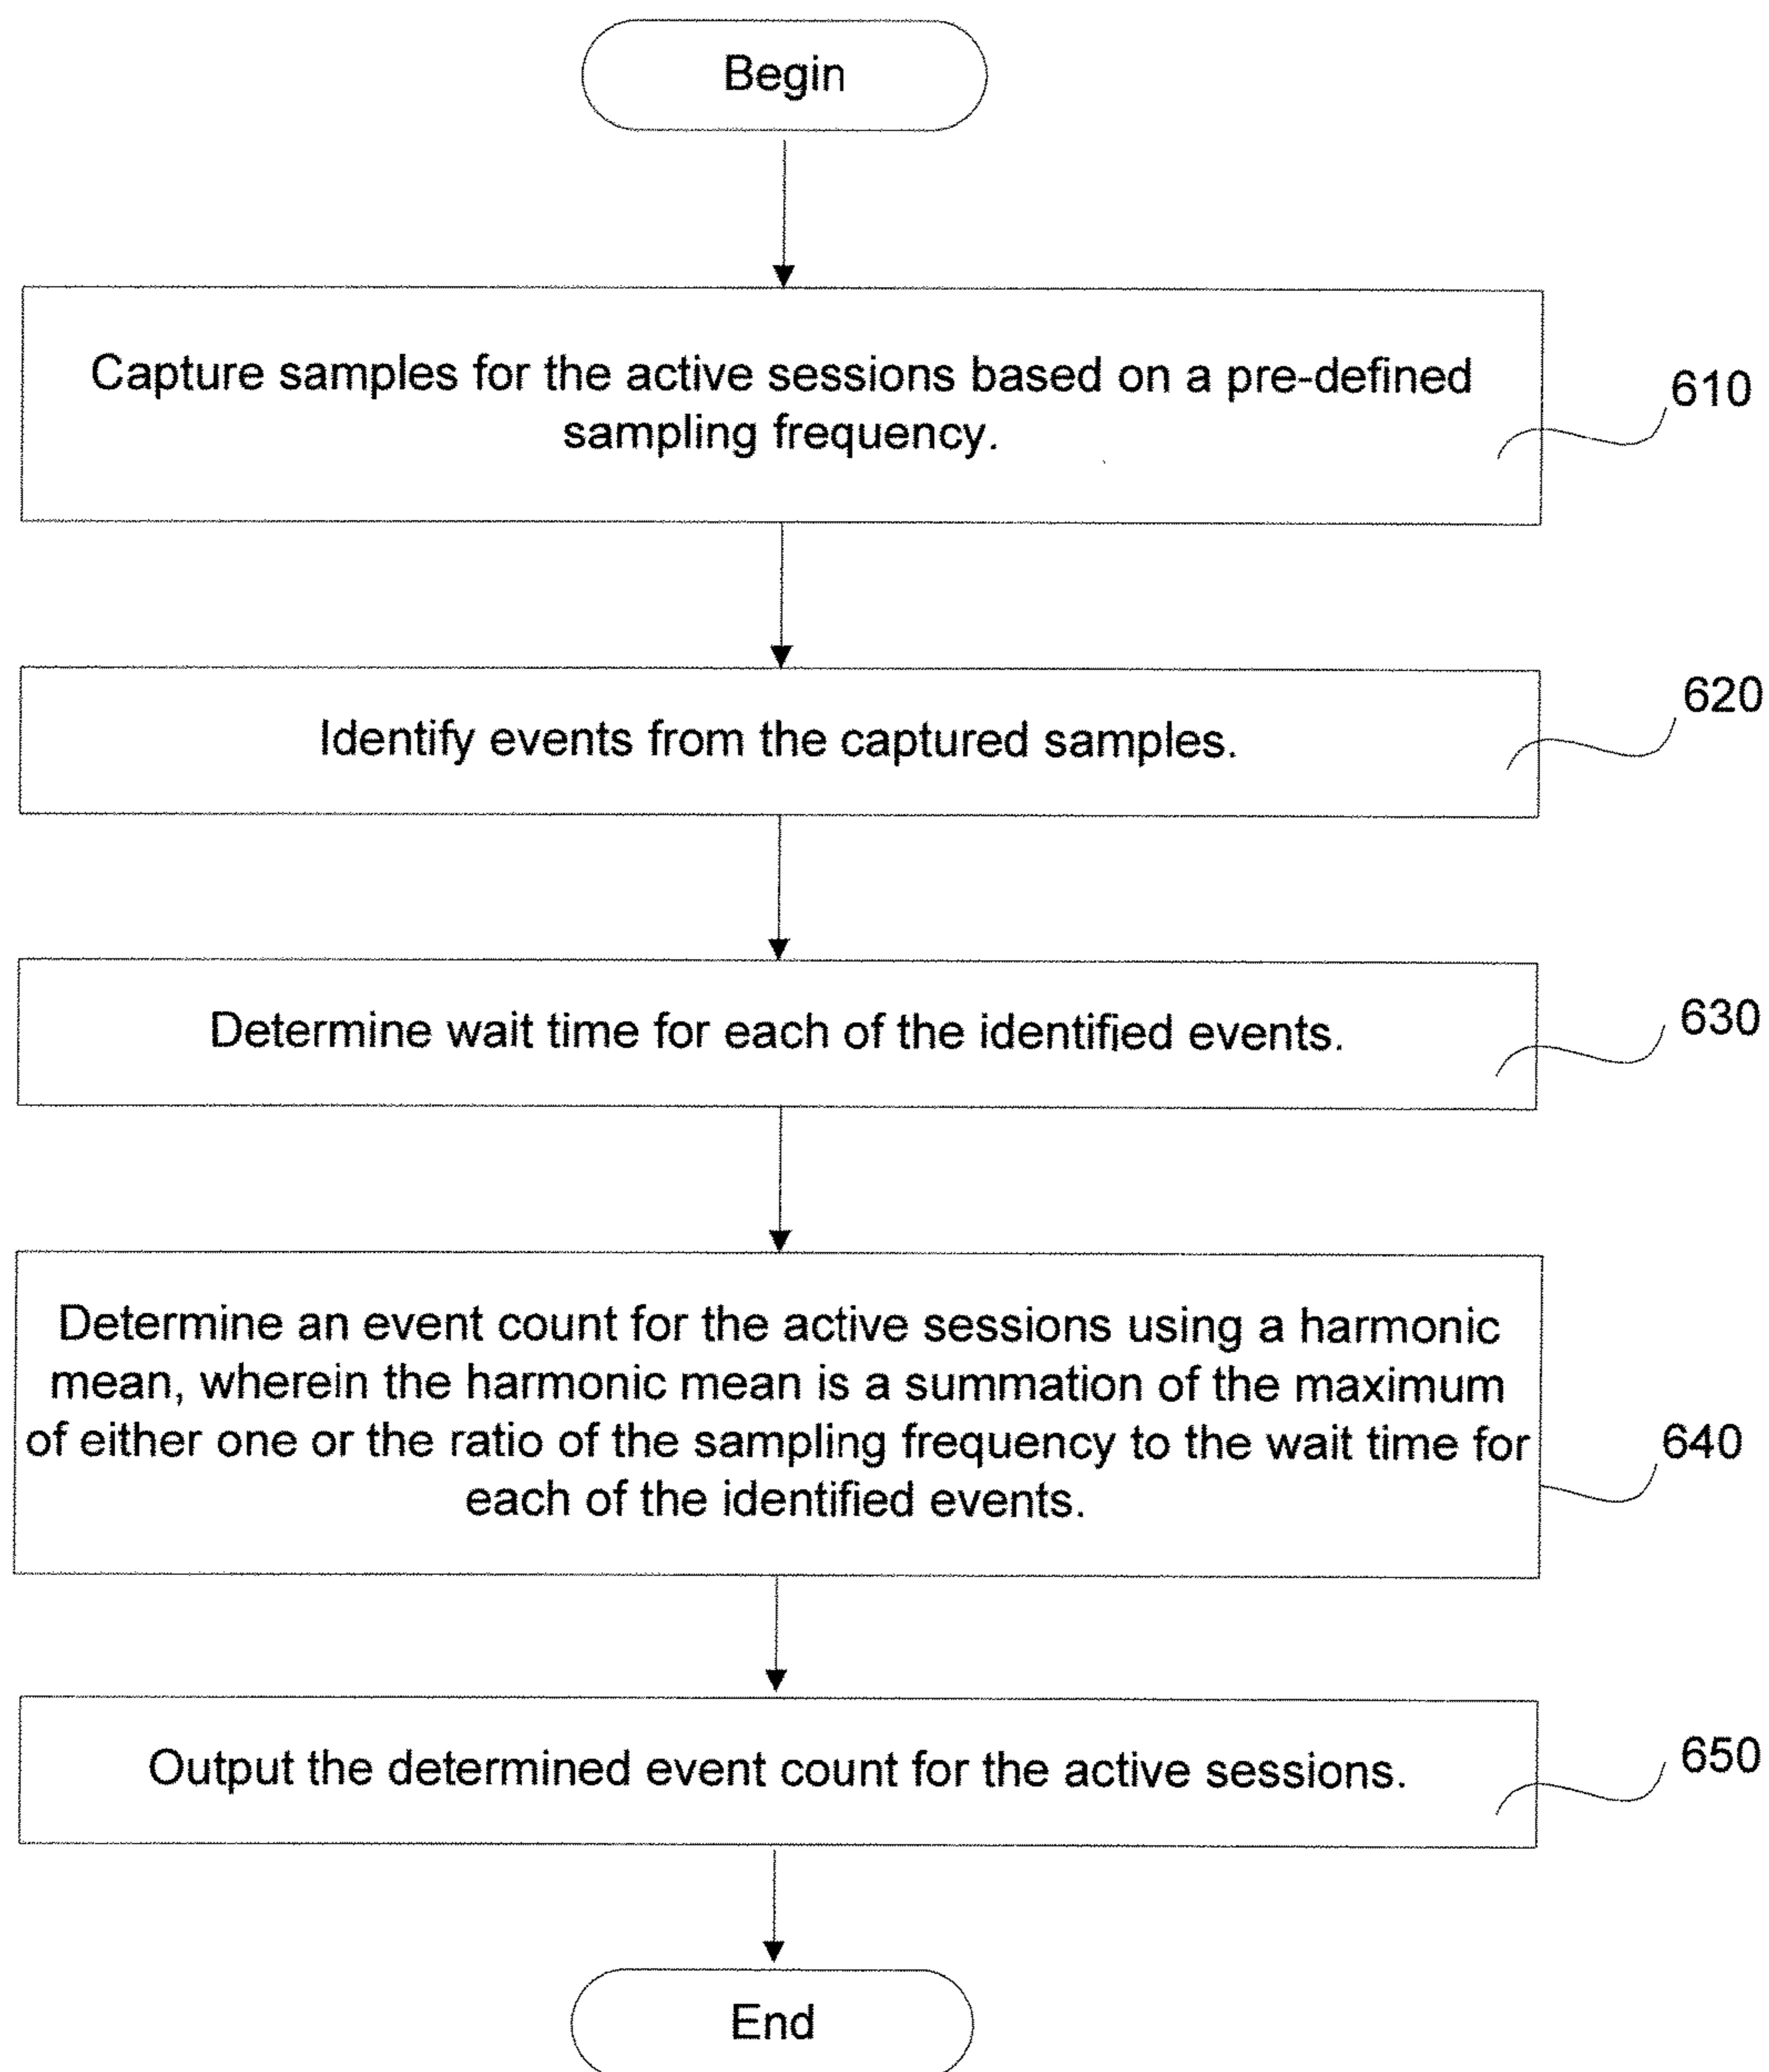 Begin
Capture samples for the active sessions based on a pre-defined
sampling frequency.
610
Identify events from the captured samples.
620
Determine wait time for each of the identified events.
630
Determine an event count for the active sessions using a harmonic
mean, wherein the harmonic mean is a summation of the maximum
of either one or the ratio of the sampling frequency to the wait time for
each of the identified events.
640
Output the determined event count for the active sessions.
650
End